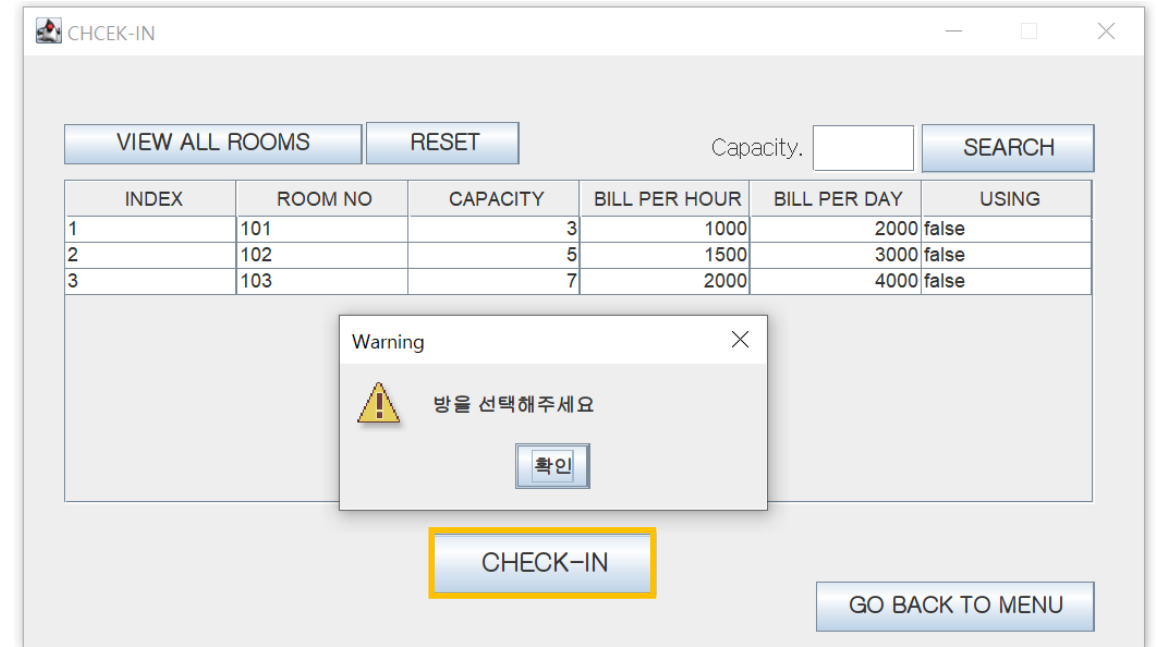 CHCEK-IN
VIEW ALL ROOMS RESET Capacity. SEARCH
INDEX ROOM NO CAPACITY BILL PER HOUR BILL PER DAY USING
1 101 3 1000 2000 false
2 102 5 1500 3000 false
3 103 7 2000 4000 false
Warning
방을 선택해주세요
확인
CHECK-IN
GO BACK TO MENU